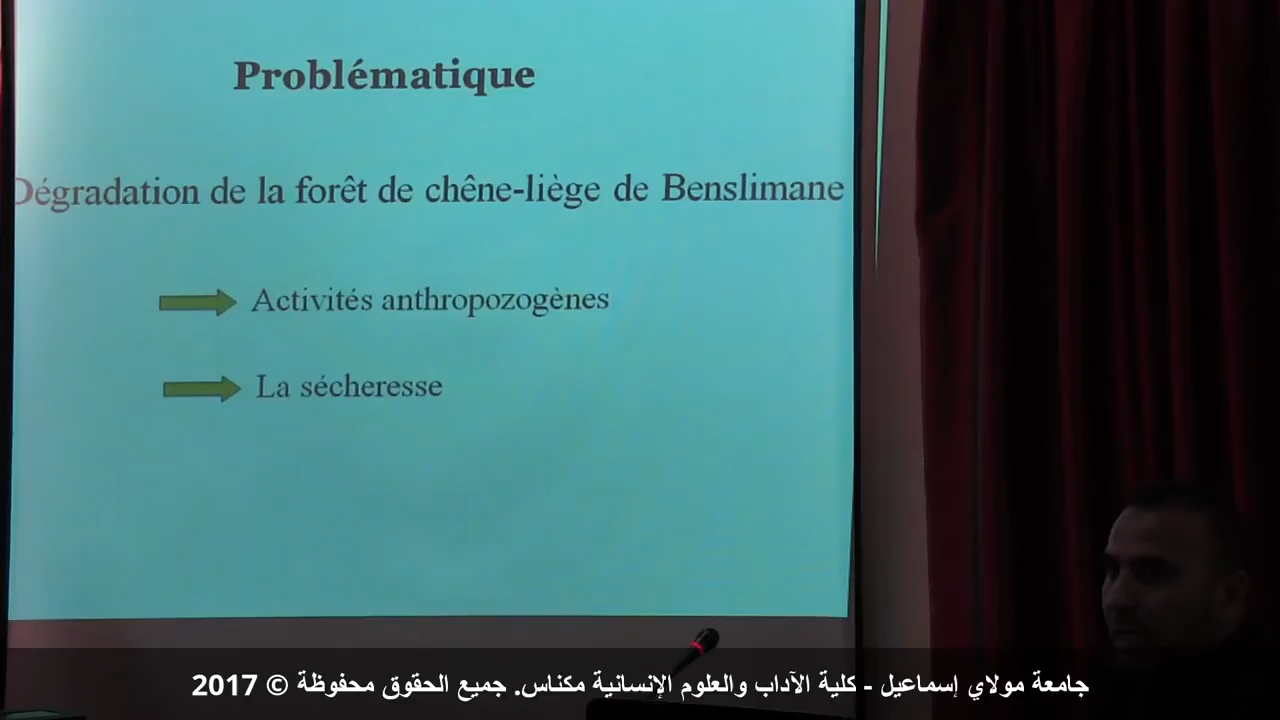 Problématique
Dégradation de la forêt de chêne-liège de Benslimane
Activités anthropozogènes
La sécheresse
جامعة مولاي إسماعيل - كلية الآداب والعلوم الإنسانية مكناس. جميع الحقوق محفوظة © 2017